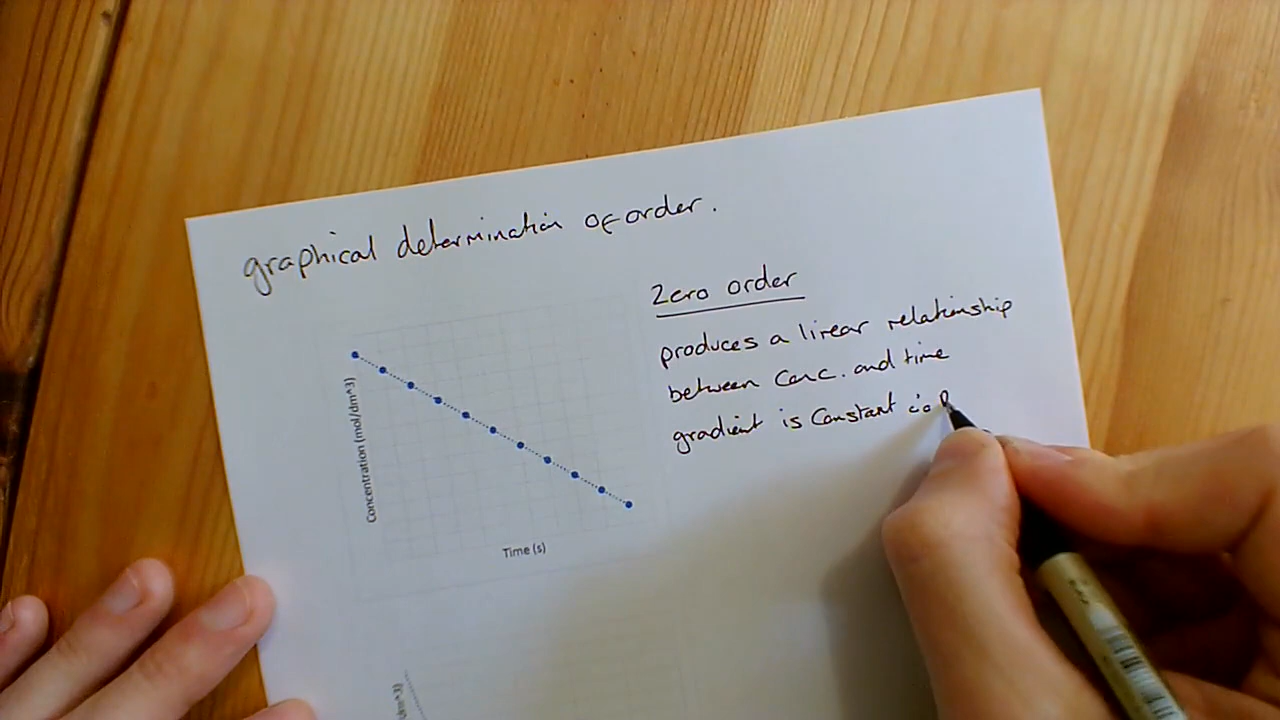 graphical determination of order.
Zero order
produces a linear relationship
between conc. and time
gradient is constant
Concentration (mol/dm^3)
Time (s)